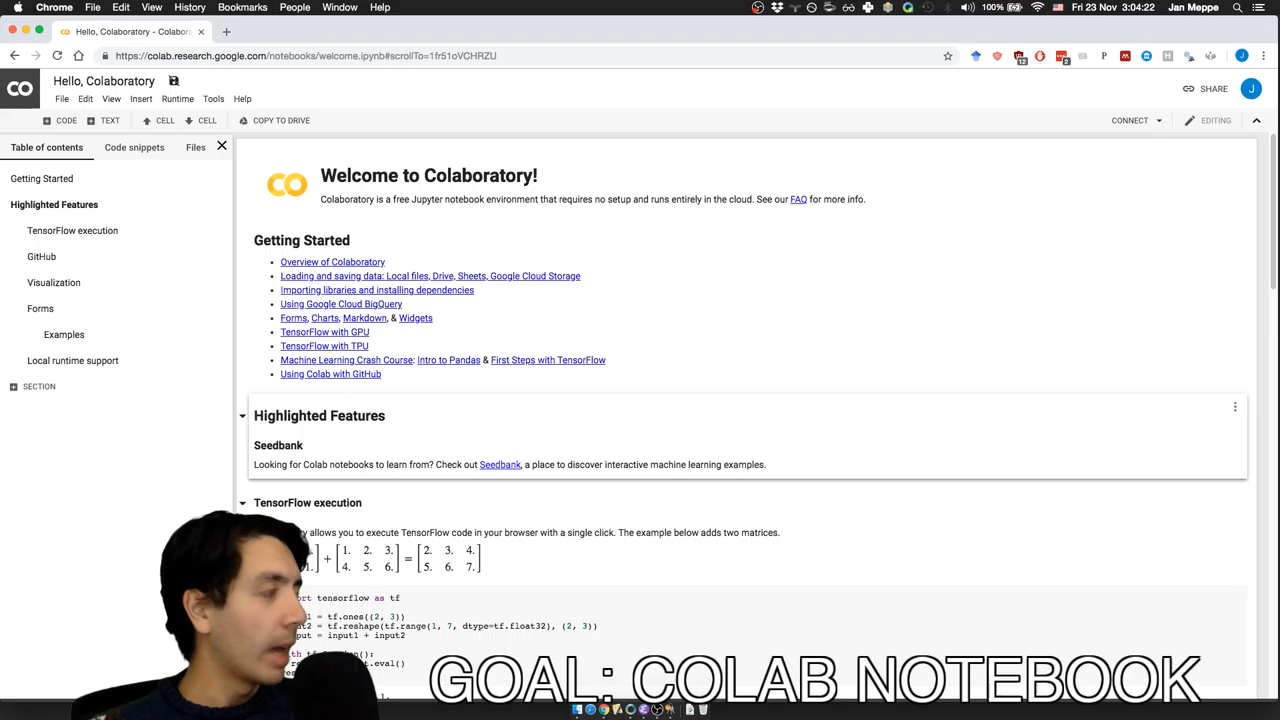 Chrome File Edit View History Bookmarks People Window Help
100% Fri 23 Nov 03:04:22 Jan Meppe
Hello, Colaboratory - Colabora
https://colab.research.google.com/notebooks/welcome.ipynb#scrollTo=1fr51oVCHRZU
12
2
J
CO
Hello, Colaboratory
SHARE
J
File Edit View Insert Runtime Tools Help
CODE TEXT CELL CELL COPY TO DRIVE
CONNECT EDITING
Table of contents Code snippets Files
Getting Started
Highlighted Features
TensorFlow execution
GitHub
Visualization
Forms
Examples
Local runtime support
SECTION
CO
Welcome to Colaboratory!
Colaboratory is a free Jupyter notebook environment that requires no setup and runs entirely in the cloud. See our FAQ for more info.
Getting Started
• Overview of Colaboratory
• Loading and saving data: Local files, Drive, Sheets, Google Cloud Storage
• Importing libraries and installing dependencies
• Using Google Cloud BigQuery
• Forms, Charts, Markdown, & Widgets
• TensorFlow with GPU
• TensorFlow with TPU
• Machine Learning Crash Course: Intro to Pandas & First Steps with TensorFlow
• Using Colab with GitHub
Highlighted Features
Seedbank
Looking for Colab notebooks to learn from? Check out Seedbank, a place to discover interactive machine learning examples.
TensorFlow execution
allows you to execute TensorFlow code in your browser with a single click. The example below adds two matrices.
1. ] + [ 1. 2. 3. ] = [ 2. 3. 4. ]
1. ] [ 4. 5. 6. ] [ 5. 6. 7. ]
tensorflow as tf
= tf.ones((2, 3))
= tf.reshape(tf.range(1, 7, dtype=tf.float32), (2, 3))
= input1 + input2
.eval()
GOAL: COLAB NOTEBOOK